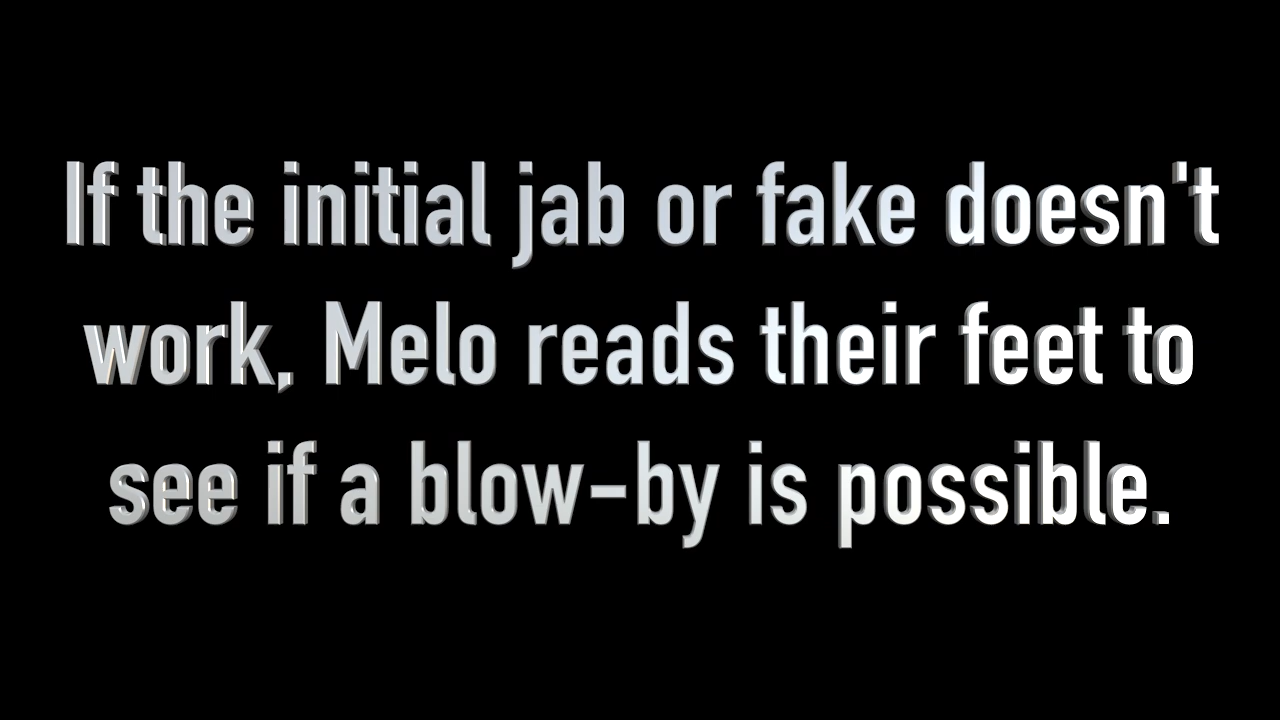 If the initial jab or fake doesn't
work, Melo reads their feet to
see if a blow-by is possible.